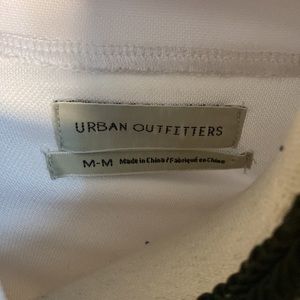 URBAN OUTFITTERS
M-M Made in China / Fabriqué en Chine